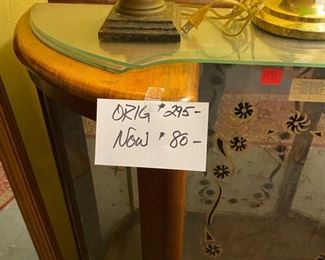 ORIG $295-
NOW $80-